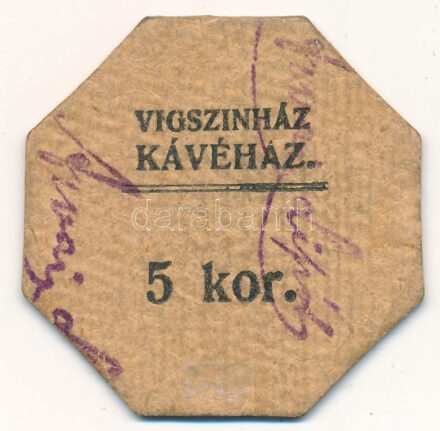 VIGSZINHÁZ
KÁVÉHÁZ.
darabanth
5 kor.